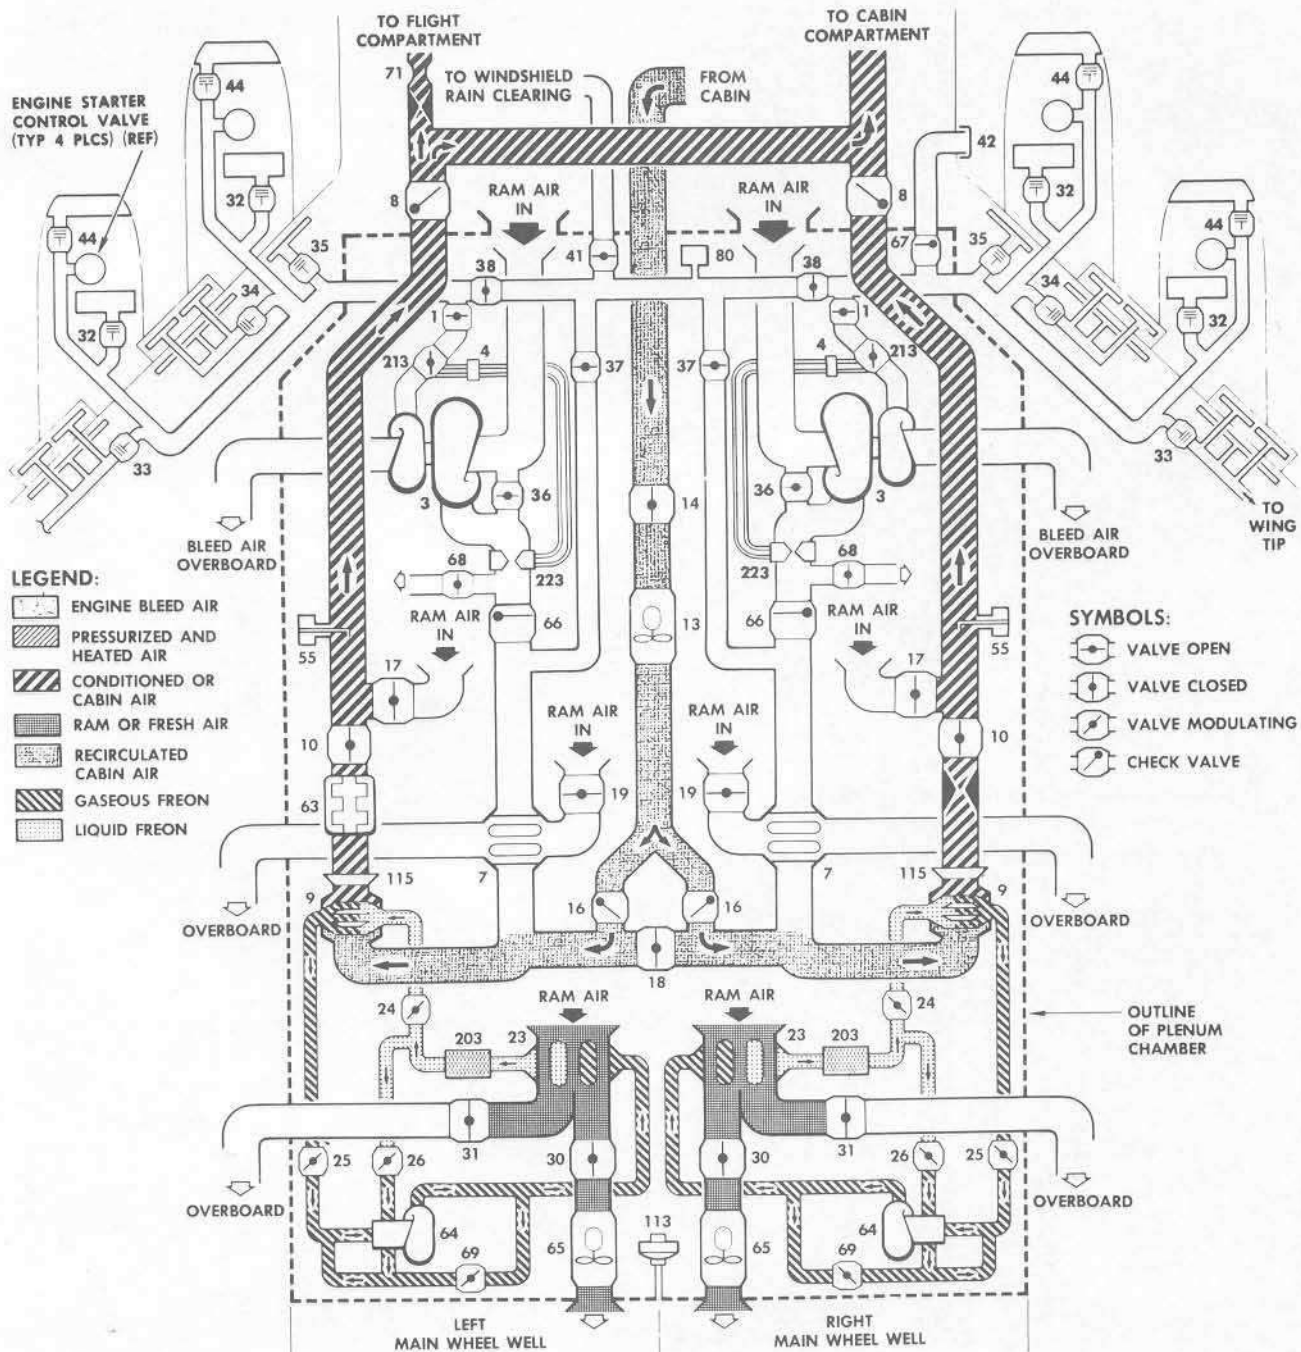 TO FLIGHT
COMPARTMENT
71
TO CABIN
COMPARTMENT
TO WINDSHIELD
RAIN CLEARING
FROM
CABIN
ENGINE STARTER
CONTROL VALVE
(TYP 4 PLCS) (REF)
44
44
42
44
44
32
32
32
32
8
RAM AIR
IN
RAM AIR
IN
8
35
41
80
67
35
38
38
34
34
1
1
213
4
37
37
4
213
33
33
3
36
14
36
3
BLEED AIR
OVERBOARD
BLEED AIR
OVERBOARD
TO
WING
TIP
68
223
223
68
RAM AIR
IN
66
13
66
RAM AIR
IN
55
17
17
55
LEGEND:
ENGINE BLEED AIR
PRESSURIZED AND
HEATED AIR
CONDITIONED OR
CABIN AIR
RAM OR FRESH AIR
RECIRCULATED
CABIN AIR
GASEOUS FREON
LIQUID FREON
SYMBOLS:
VALVE OPEN
VALVE CLOSED
VALVE MODULATING
CHECK VALVE
RAM AIR
IN
RAM AIR
IN
10
10
63
19
19
115
7
7
115
9
9
16
16
OVERBOARD
OVERBOARD
18
24
RAM AIR
RAM AIR
24
203
23
23
203
OUTLINE
OF PLENUM
CHAMBER
31
31
25
26
30
30
26
25
OVERBOARD
OVERBOARD
64
113
64
69
65
65
69
LEFT
MAIN WHEEL WELL
RIGHT
MAIN WHEEL WELL